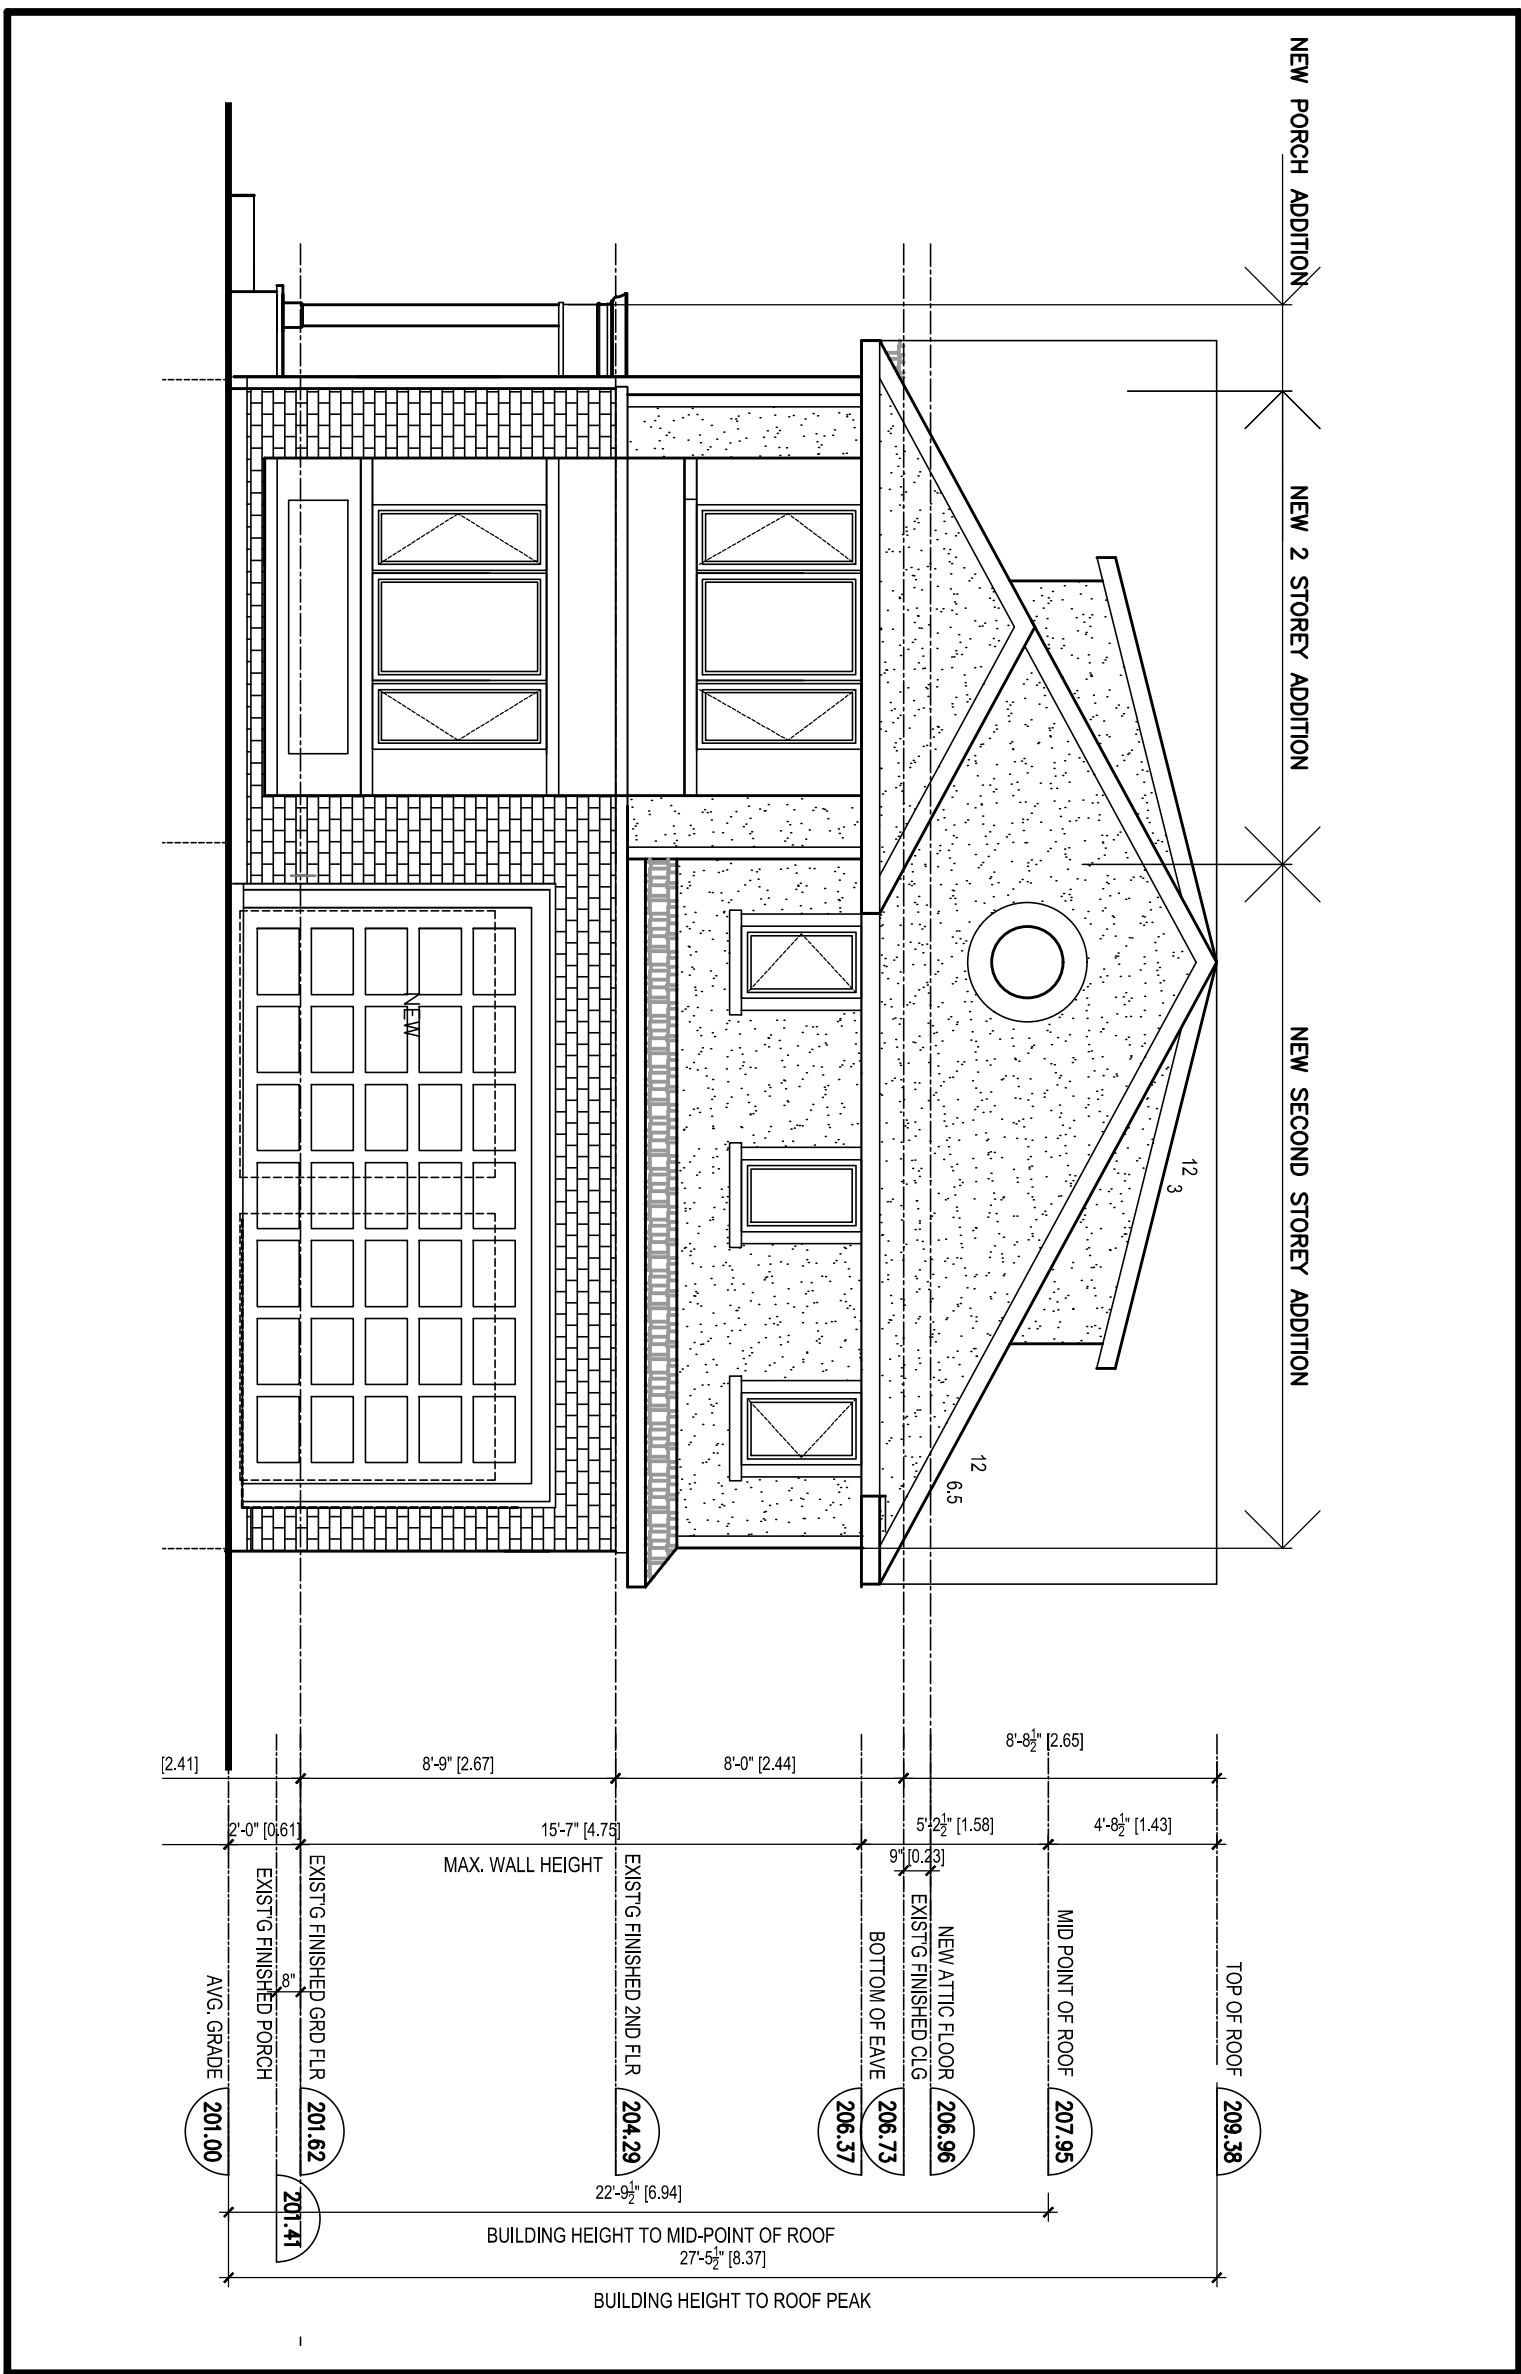 NEW PORCH ADDITION
NEW 2 STOREY ADDITION
NEW SECOND STOREY ADDITION
12
3
12
6.5
NEW
8'-8½" [2.65]
8'-0" [2.44]
8'-9" [2.67]
[2.41]
4'-8½" [1.43]
5'-2½" [1.58]
15'-7" [4.75]
2'-0" [0.61]
MAX. WALL HEIGHT
9" [0.23]
8"
TOP OF ROOF
209.38
MID POINT OF ROOF
207.95
NEW ATTIC FLOOR
206.96
EXIST'G FINISHED CLG
206.73
BOTTOM OF EAVE
206.37
EXIST'G FINISHED 2ND FLR
204.29
EXIST'G FINISHED GRD FLR
201.62
EXIST'G FINISHED PORCH
201.41
AVG. GRADE
201.00
22'-9½" [6.94]
BUILDING HEIGHT TO MID-POINT OF ROOF
27'-5½" [8.37]
BUILDING HEIGHT TO ROOF PEAK